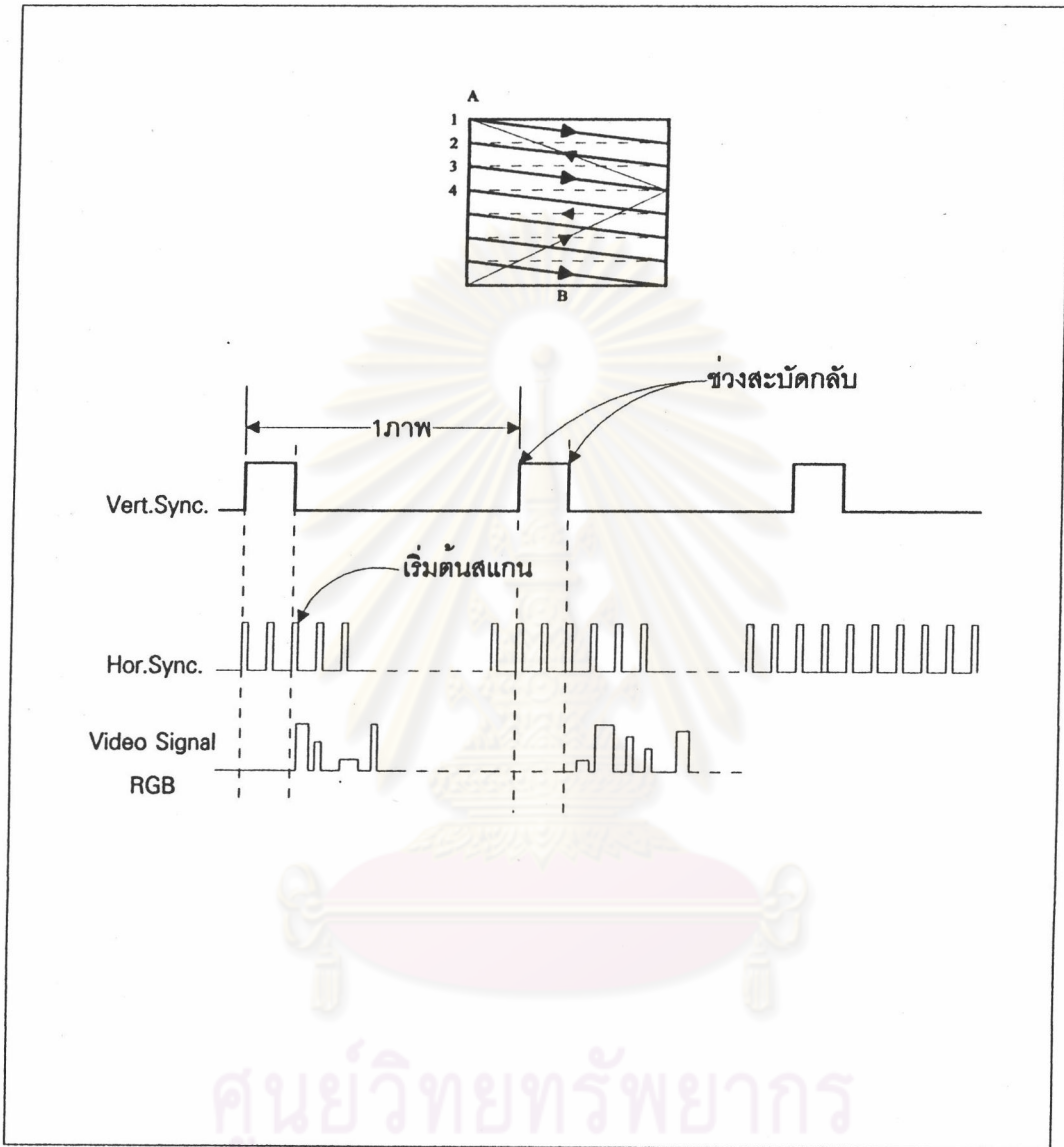 A
1
2
3
4
B
ช่วงสะบัดกลับ
1ภาพ
Vert.Sync.
เริ่มต้นสแกน
Hor.Sync.
Video Signal
RGB
ศูนย์วิทยทรัพยากร